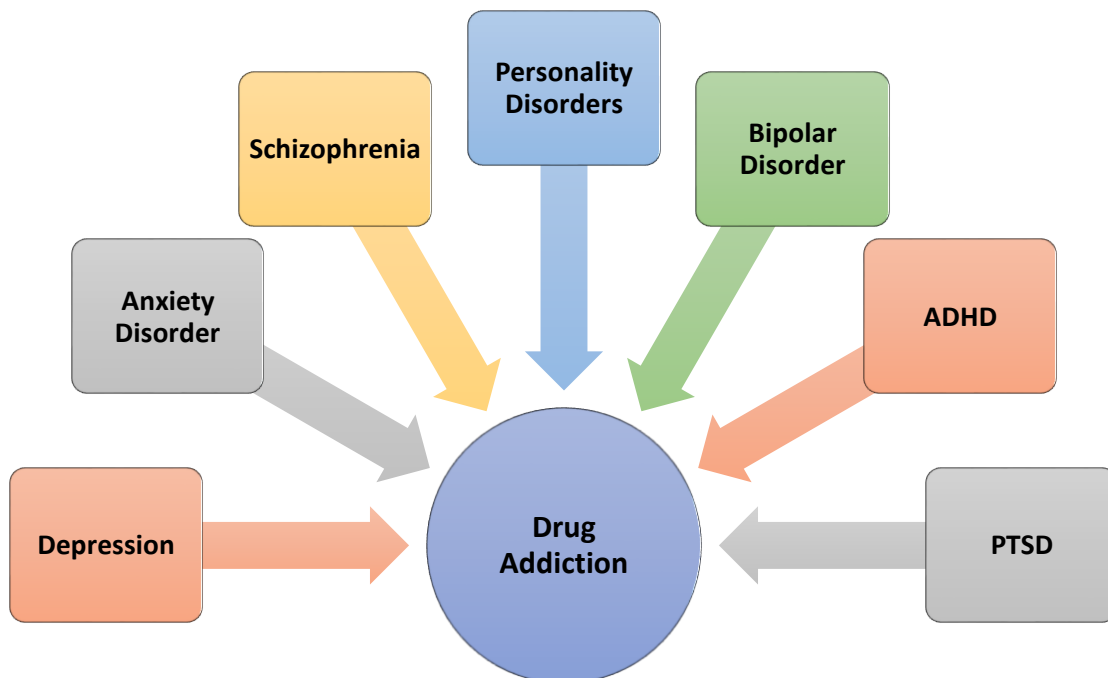 Personality
Disorders
Schizophrenia
Bipolar
Disorder
Anxiety
Disorder
ADHD
Depression
Drug
Addiction
PTSD